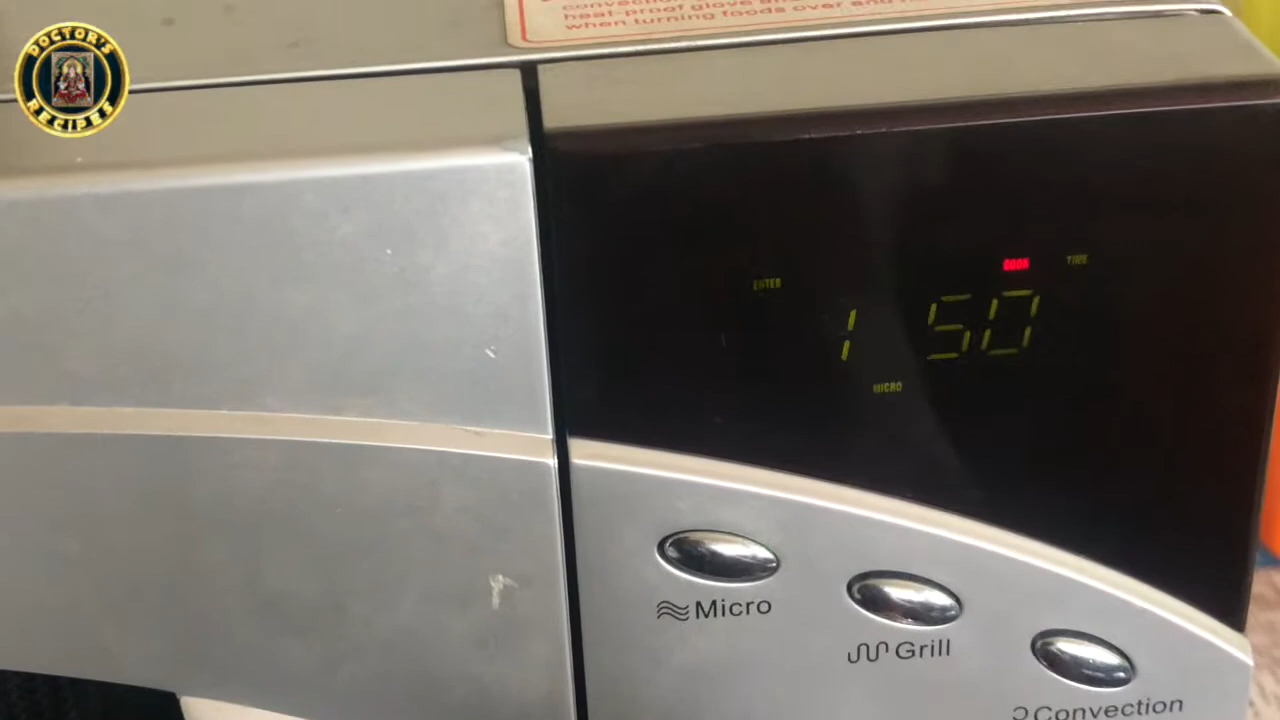 DOCTOR'S
RECIPES
heat-proof glove
when turning foods over and
COOK
TIME
ENTER
1 50
MICRO
Micro
Grill
Convection